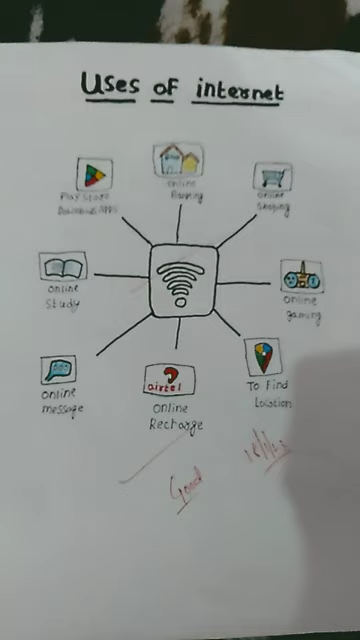 Uses of internet
Play Store
online
Banking
online
Shoping
online
Study
online
gaming
online
message
airtel
online
Recharge
To Find
Location
Good